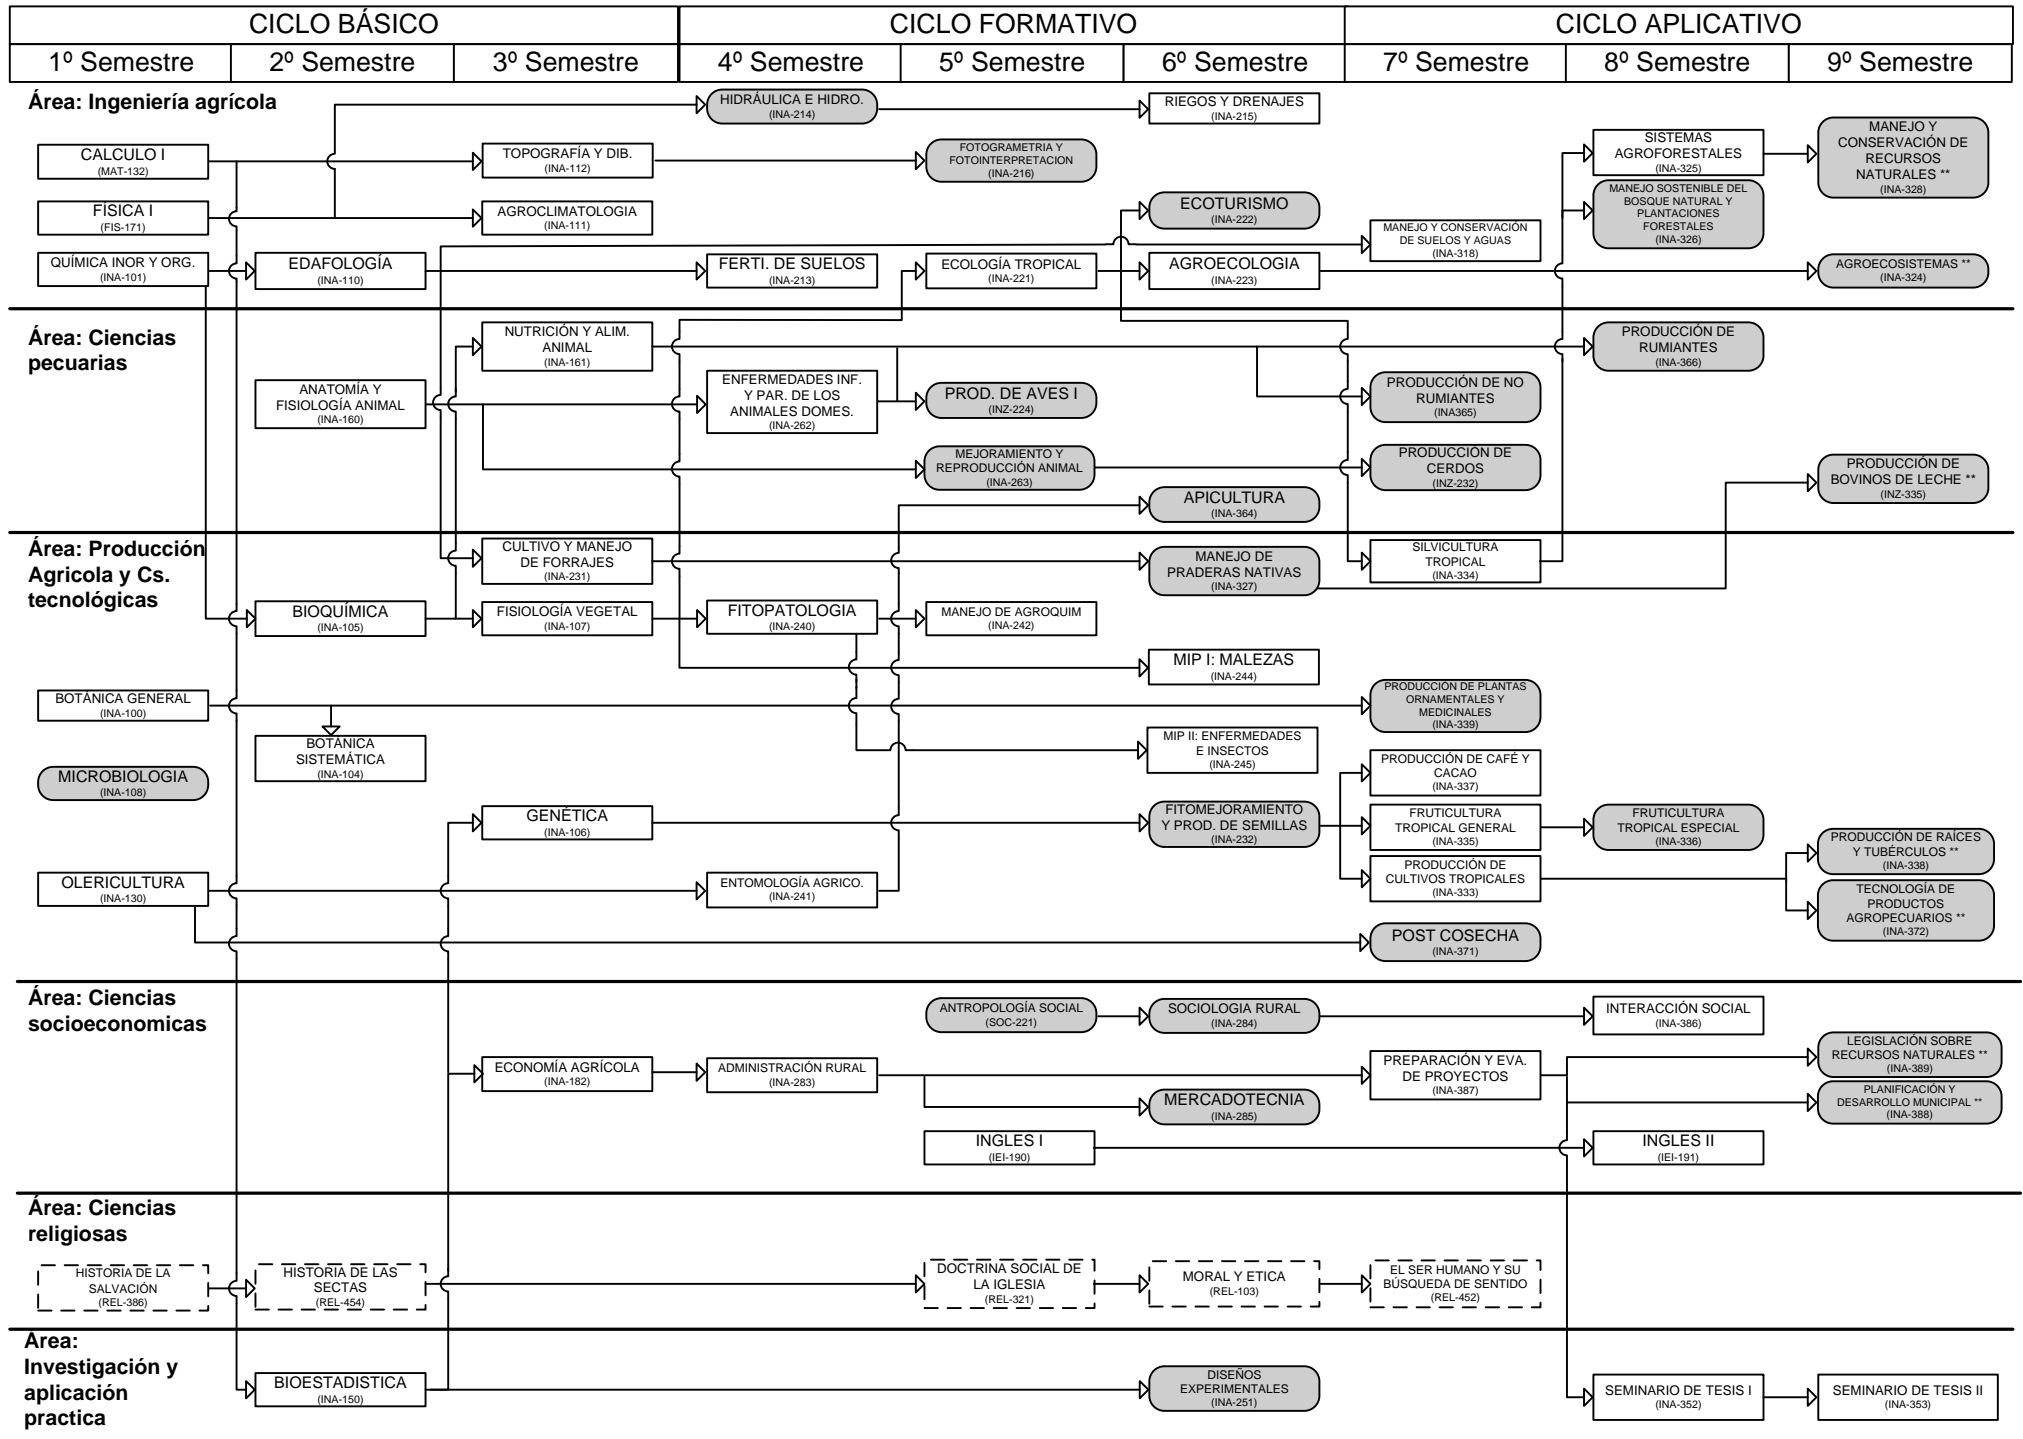 CICLO BÁSICO
CICLO FORMATIVO
CICLO APLICATIVO
1º Semestre
2º Semestre
3º Semestre
4º Semestre
5º Semestre
6º Semestre
7º Semestre
8º Semestre
9º Semestre
Área: Ingeniería agrícola
HIDRÁULICA E HIDRO.
(INA-214)
RIEGOS Y DRENAJES
(INA-215)
CALCULO I
(MAT-132)
TOPOGRAFÍA Y DIB.
(INA-112)
FOTOGRAMETRIA Y
FOTOINTERPRETACION
(INA-216)
SISTEMAS
AGROFORESTALES
(INA-325)
MANEJO Y
CONSERVACIÓN DE
RECURSOS
NATURALES **
(INA-328)
FÍSICA I
(FIS-171)
AGROCLIMATOLOGIA
(INA-111)
ECOTURISMO
(INA-222)
MANEJO Y CONSERVACIÓN
DE SUELOS Y AGUAS
(INA-318)
MANEJO SOSTENIBLE DEL
BOSQUE NATURAL Y
PLANTACIONES
FORESTALES
(INA-326)
QUÍMICA INOR Y ORG.
(INA-101)
EDAFOLOGÍA
(INA-110)
FERTI. DE SUELOS
(INA-213)
ECOLOGÍA TROPICAL
(INA-221)
AGROECOLOGIA
(INA-223)
AGROECOSISTEMAS **
(INA-324)
Área: Ciencias
pecuarias
NUTRICIÓN Y ALIM.
ANIMAL
(INA-161)
PRODUCCIÓN DE
RUMIANTES
(INA-366)
ANATOMÍA Y
FISIOLOGÍA ANIMAL
(INA-160)
ENFERMEDADES INF.
Y PAR. DE LOS
ANIMALES DOMES.
(INA-262)
PROD. DE AVES I
(INZ-224)
PRODUCCIÓN DE NO
RUMIANTES
(INA365)
MEJORAMIENTO Y
REPRODUCCIÓN ANIMAL
(INA-263)
PRODUCCIÓN DE
CERDOS
(INZ-232)
PRODUCCIÓN DE
BOVINOS DE LECHE **
(INZ-335)
APICULTURA
(INA-364)
Área: Producción
Agricola y Cs.
tecnológicas
CULTIVO Y MANEJO
DE FORRAJES
(INA-231)
MANEJO DE
PRADERAS NATIVAS
(INA-327)
SILVICULTURA
TROPICAL
(INA-334)
BIOQUÍMICA
(INA-105)
FISIOLOGÍA VEGETAL
(INA-107)
FITOPATOLOGIA
(INA-240)
MANEJO DE AGROQUIM
(INA-242)
MIP I: MALEZAS
(INA-244)
BOTÁNICA GENERAL
(INA-100)
PRODUCCIÓN DE PLANTAS
ORNAMENTALES Y
MEDICINALES
(INA-339)
BOTÁNICA
SISTEMÁTICA
(INA-104)
MIP II: ENFERMEDADES
E INSECTOS
(INA-245)
MICROBIOLOGIA
(INA-108)
PRODUCCIÓN DE CAFÉ Y
CACAO
(INA-337)
GENÉTICA
(INA-106)
FITOMEJORAMIENTO
Y PROD. DE SEMILLAS
(INA-232)
FRUTICULTURA
TROPICAL GENERAL
(INA-335)
FRUTICULTURA
TROPICAL ESPECIAL
(INA-336)
PRODUCCIÓN DE RAÍCES
Y TUBÉRCULOS **
(INA-338)
OLERICULTURA
(INA-130)
ENTOMOLOGÍA AGRICO.
(INA-241)
PRODUCCIÓN DE
CULTIVOS TROPICALES
(INA-333)
TECNOLOGÍA DE
PRODUCTOS
AGROPECUARIOS **
(INA-372)
POST COSECHA
(INA-371)
Área: Ciencias
socioeconomicas
ANTROPOLOGÍA SOCIAL
(SOC-221)
SOCIOLOGIA RURAL
(INA-284)
INTERACCIÓN SOCIAL
(INA-386)
ECONOMÍA AGRÍCOLA
(INA-182)
ADMINISTRACIÓN RURAL
(INA-283)
PREPARACIÓN Y EVA.
DE PROYECTOS
(INA-387)
LEGISLACIÓN SOBRE
RECURSOS NATURALES **
(INA-389)
MERCADOTECNIA
(INA-285)
PLANIFICACIÓN Y
DESARROLLO MUNICIPAL **
(INA-388)
INGLES I
(IEI-190)
INGLES II
(IEI-191)
Área: Ciencias
religiosas
HISTORIA DE LA
SALVACIÓN
(REL-386)
HISTORIA DE LAS
SECTAS
(REL-454)
DOCTRINA SOCIAL DE
LA IGLESIA
(REL-321)
MORAL Y ETICA
(REL-103)
EL SER HUMANO Y SU
BÚSQUEDA DE SENTIDO
(REL-452)
Área:
Investigación y
aplicación
practica
BIOESTADISTICA
(INA-150)
DISEÑOS
EXPERIMENTALES
(INA-251)
SEMINARIO DE TESIS I
(INA-352)
SEMINARIO DE TESIS II
(INA-353)